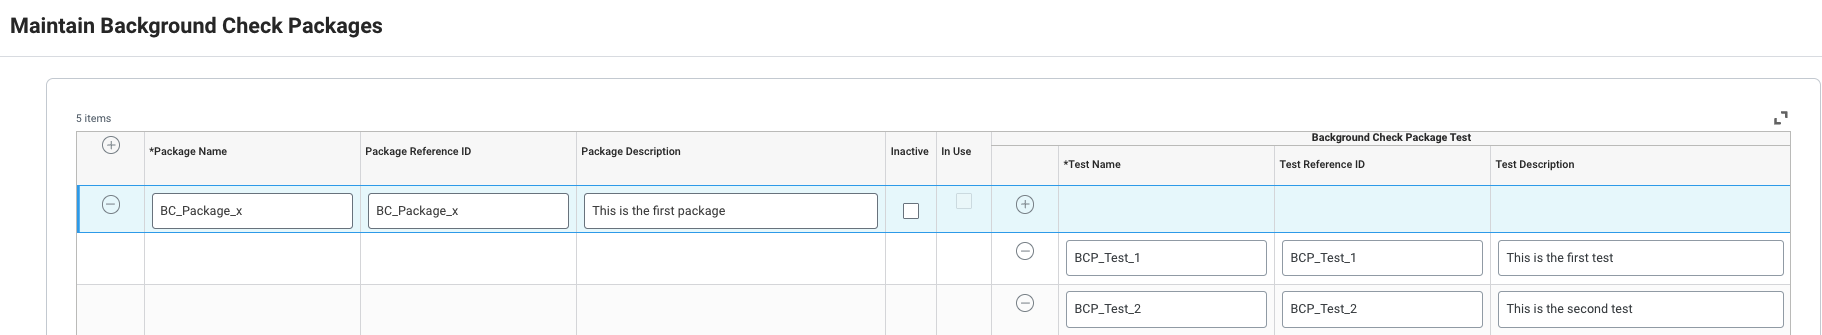 Maintain Background Check Packages
5 items
Background Check Package Test
*Package Name Package Reference ID Package Description Inactive In Use
*Test Name Test Reference ID Test Description
BC_Package_x BC_Package_x This is the first package
BCP_Test_1 BCP_Test_1 This is the first test
BCP_Test_2 BCP_Test_2 This is the second test